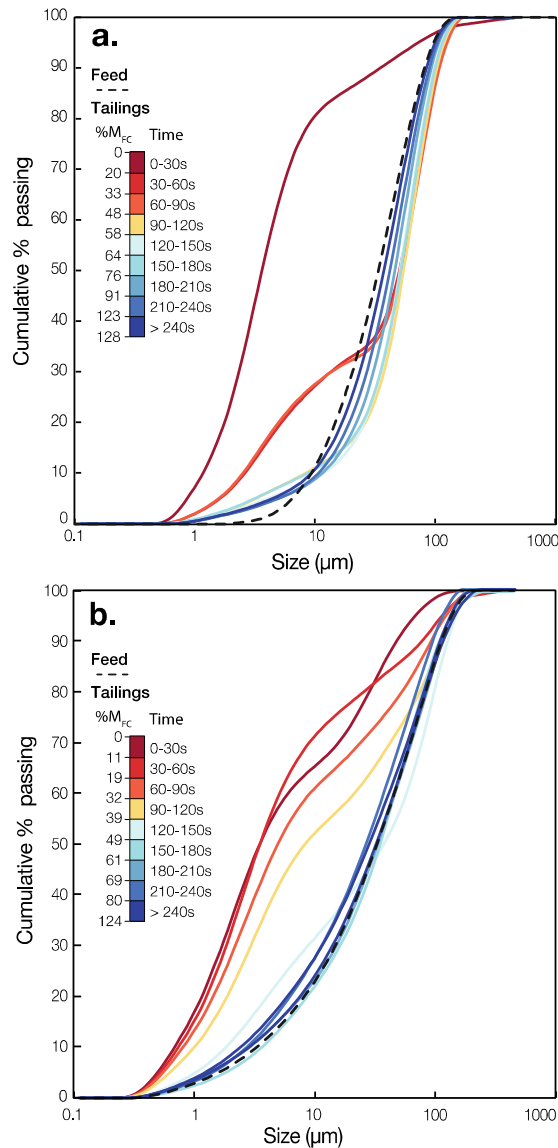 100
90
80
70
60
50
40
30
20
10
0
Cumulative % passing
a.
Feed
Tailings
%M_FC Time
0
20
33
48
58
64
76
91
123
128
0-30s
30-60s
60-90s
90-120s
120-150s
150-180s
180-210s
210-240s
> 240s
0.1 1 10 100 1000
Size (µm)
100
90
80
70
60
50
40
30
20
10
0
Cumulative % passing
b.
Feed
Tailings
%M_FC Time
0
11
19
32
39
49
61
69
80
124
0-30s
30-60s
60-90s
90-120s
120-150s
150-180s
180-210s
210-240s
> 240s
0.1 1 10 100 1000
Size (µm)